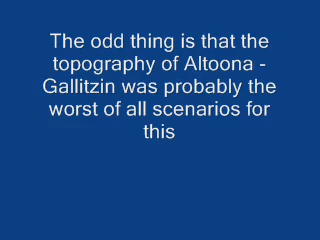 The odd thing is that the
topography of Altoona -
Gallitzin was probably the
worst of all scenarios for
this